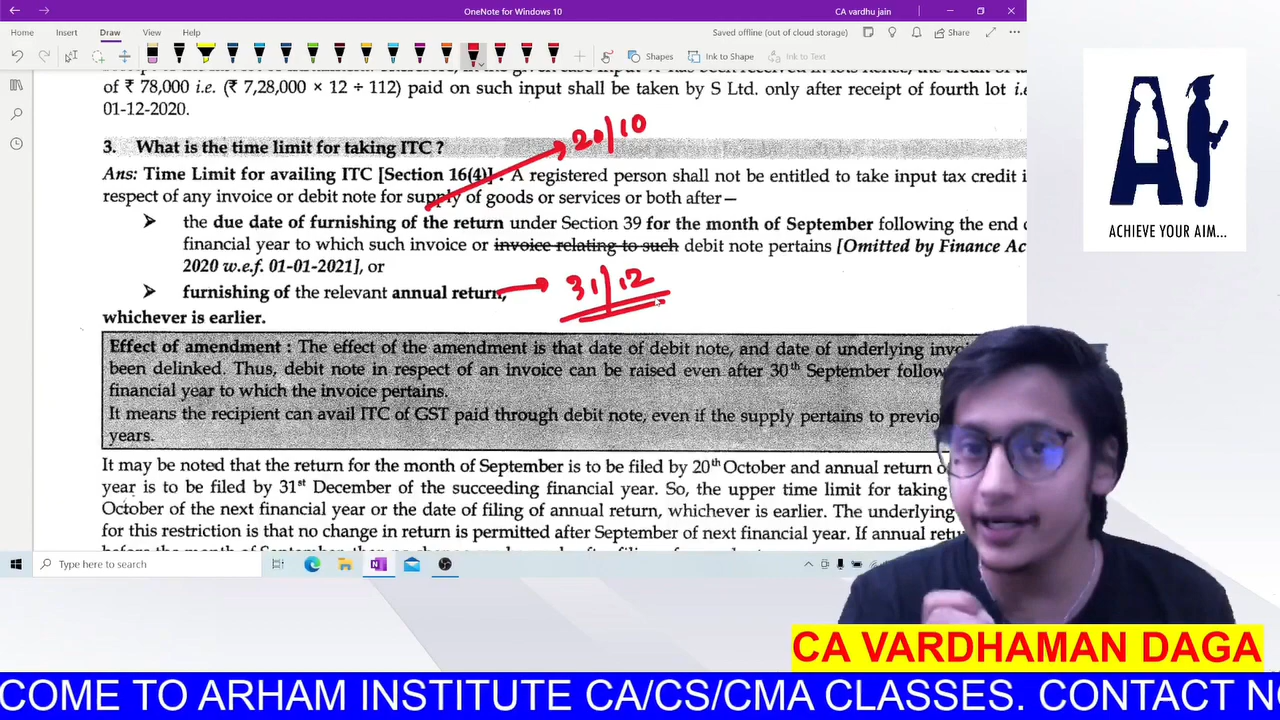 OneNote for Windows 10
CA vardhu jain
Home Insert Draw View Help
Saved offline (out of cloud storage)
Share
Shapes
Ink to Shape
Ink to Text
of ₹ 78,000 i.e. (₹ 7,28,000 × 12 ÷ 112) paid on such input shall be taken by S Ltd. only after receipt of fourth lot i.e
01-12-2020.
20/10
3. What is the time limit for taking ITC ?
Ans: Time Limit for availing ITC [Section 16(4)] : A registered person shall not be entitled to take input tax credit i
respect of any invoice or debit note for supply of goods or services or both after—
➤ the due date of furnishing of the return under Section 39 for the month of September following the end
financial year to which such invoice or invoice relating to such debit note pertains [Omitted by Finance Ac
2020 w.e.f. 01-01-2021], or
➤ furnishing of the relevant annual return,
31/12
whichever is earlier.
Effect of amendment : The effect of the amendment is that date of debit note, and date of underlying invo
been delinked. Thus, debit note in respect of an invoice can be raised even after 30th September follow
financial year to which the invoice pertains.
It means the recipient can avail ITC of GST paid through debit note, even if the supply pertains to previo
years.
It may be noted that the return for the month of September is to be filed by 20th October and annual return o
year is to be filed by 31st December of the succeeding financial year. So, the upper time limit for taking
October of the next financial year or the date of filing of annual return, whichever is earlier. The underlying
for this restriction is that no change in return is permitted after September of next financial year. If annual retu
Type here to search
A
ACHIEVE YOUR AIM...
CA VARDHAMAN DAGA
COME TO ARHAM INSTITUTE CA/CS/CMA CLASSES. CONTACT N